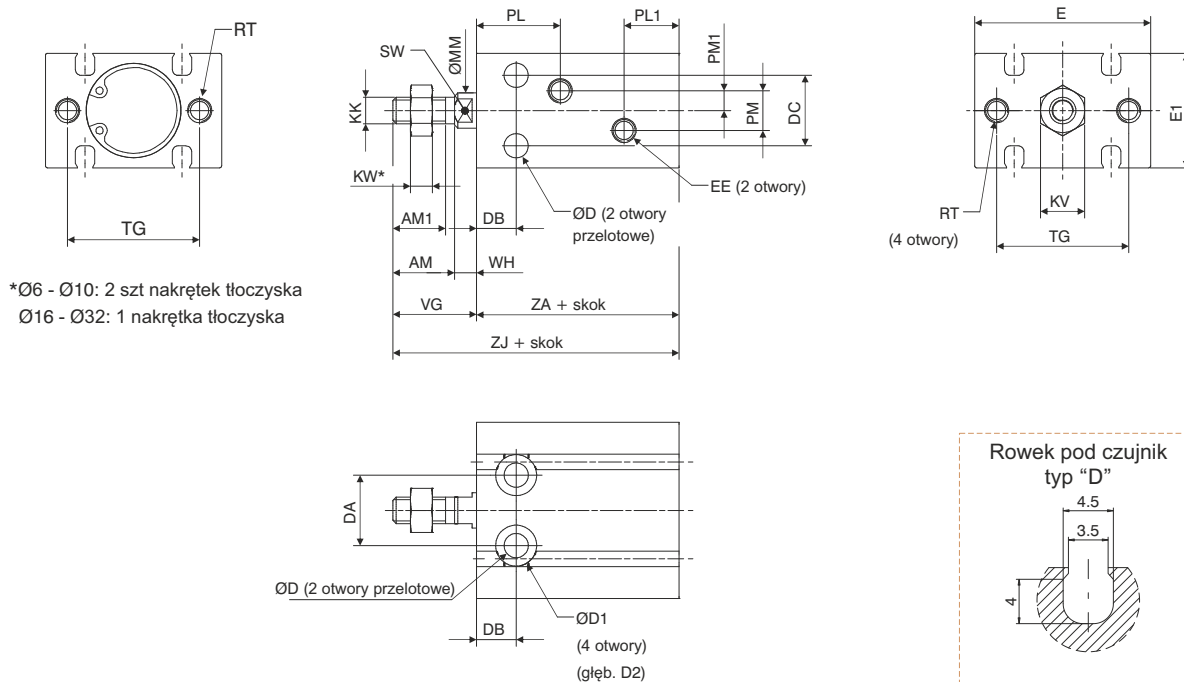 RT
TG
*Ø6 - Ø10: 2 szt nakrętek tłoczyska
Ø16 - Ø32: 1 nakrętka tłoczyska
PL
PL1
SW
ØMM
PM1
KK
PM
DC
KW*
EE (2 otwory)
AM1
DB
ØD (2 otwory
przelotowe)
AM
WH
VG
ZA + skok
ZJ + skok
E
E1
RT
(4 otwory)
KV
TG
DA
ØD (2 otwory przelotowe)
DB
ØD1
(4 otwory)
(głęb. D2)
Rowek pod czujnik
typ “D”
4.5
3.5
4